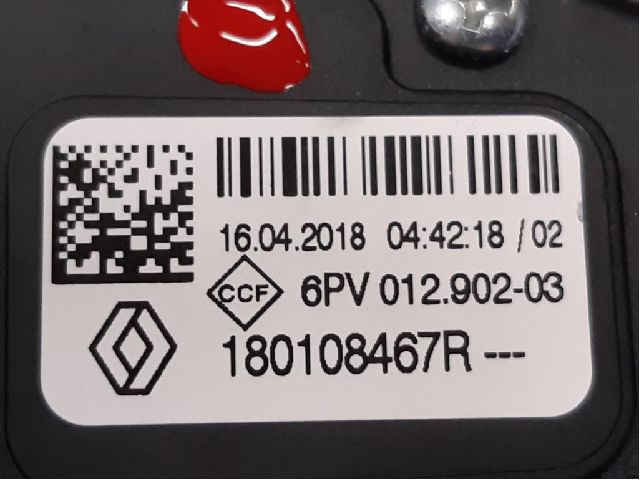 16.04.2018 04:42:18 / 02
CCF 6PV 012.902-03
180108467R ---